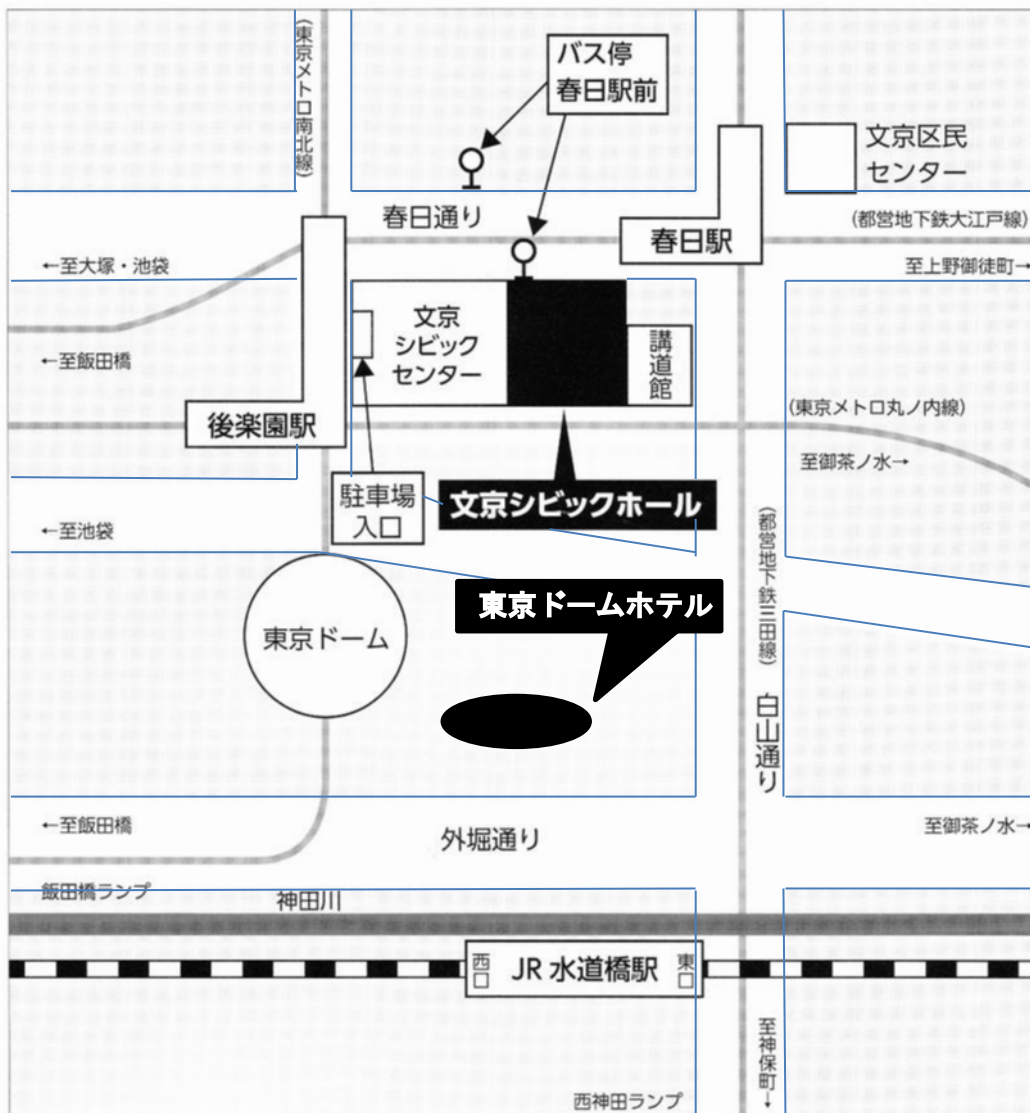 (東京メトロ南北線)
バス停
春日駅前
文京区民
センター
春日通り
春日駅
(都営地下鉄大江戸線)
←至大塚・池袋
至上野御徒町→
文京
シビック
センター
講道館
←至飯田橋
後楽園駅
(東京メトロ丸ノ内線)
至御茶ノ水→
駐車場
入口
文京シビックホール
←至池袋
(都営地下鉄三田線)
東京ドームホテル
東京ドーム
白山通り
←至飯田橋
外堀通り
至御茶ノ水→
飯田橋ランプ
神田川
西口
JR 水道橋駅
東口
至神保町→
西神田ランプ